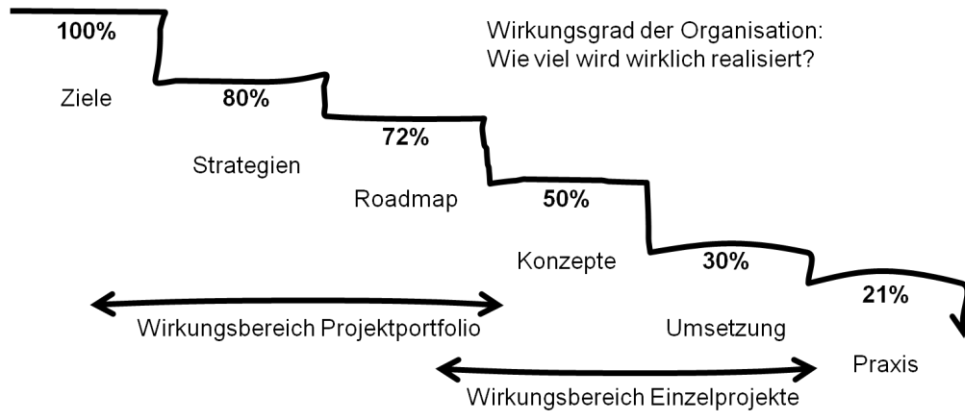 Wirkungsgrad der Organisation:
Wie viel wird wirklich realisiert?
100%
Ziele
80%
Strategien
72%
Roadmap
50%
Konzepte
30%
Umsetzung
21%
Praxis
Wirkungsbereich Projektportfolio
Wirkungsbereich Einzelprojekte